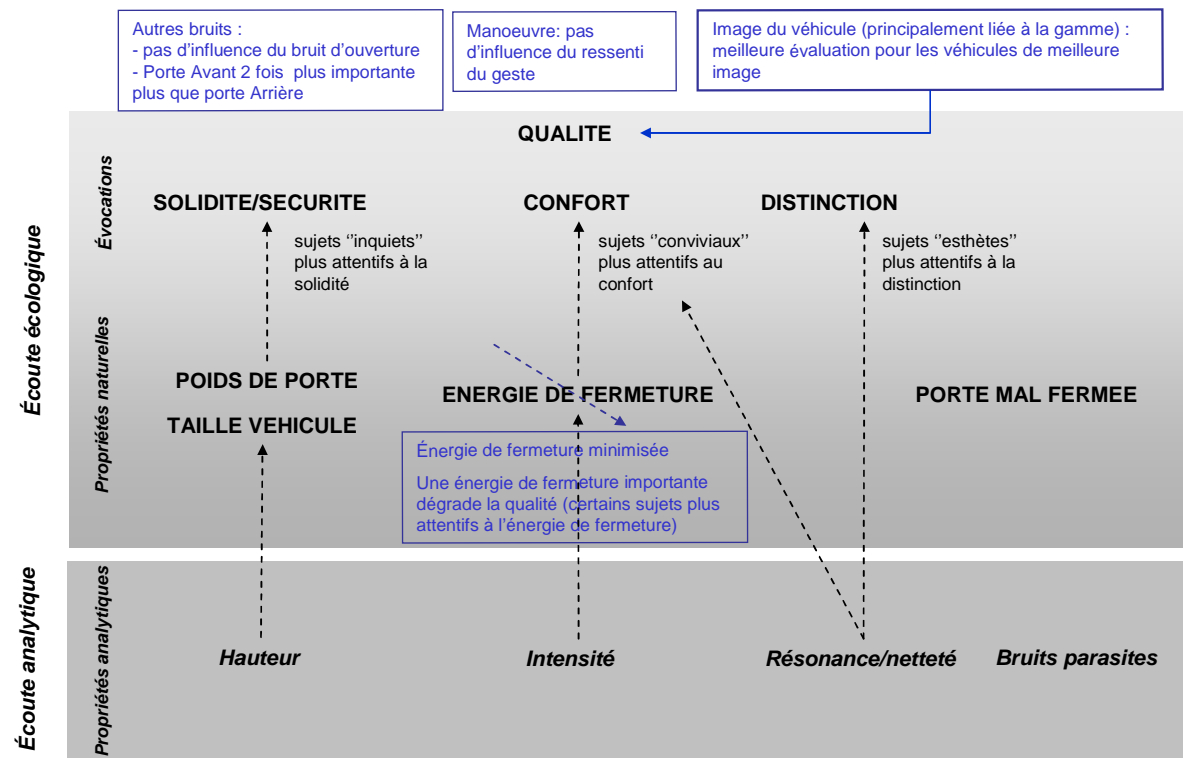 Autres bruits :
- pas d'influence du bruit d'ouverture
- Porte Avant 2 fois plus importante
plus que porte Arrière
Manoeuvre: pas
d'influence du ressenti
du geste
Image du véhicule (principalement liée à la gamme) :
meilleure évaluation pour les véhicules de meilleure
image
QUALITE
Écoute écologique
Évocations
SOLIDITE/SECURITE
CONFORT
DISTINCTION
sujets ''inquiets''
plus attentifs à la
solidité
sujets ''conviviaux''
plus attentifs au
confort
sujets ''esthètes''
plus attentifs à la
distinction
Propriétés naturelles
POIDS DE PORTE
TAILLE VEHICULE
ENERGIE DE FERMETURE
PORTE MAL FERMEE
Énergie de fermeture minimisée
Une énergie de fermeture importante
dégrade la qualité (certains sujets plus
attentifs à l'énergie de fermeture)
Écoute analytique
Propriétés analytiques
Hauteur
Intensité
Résonance/netteté
Bruits parasites